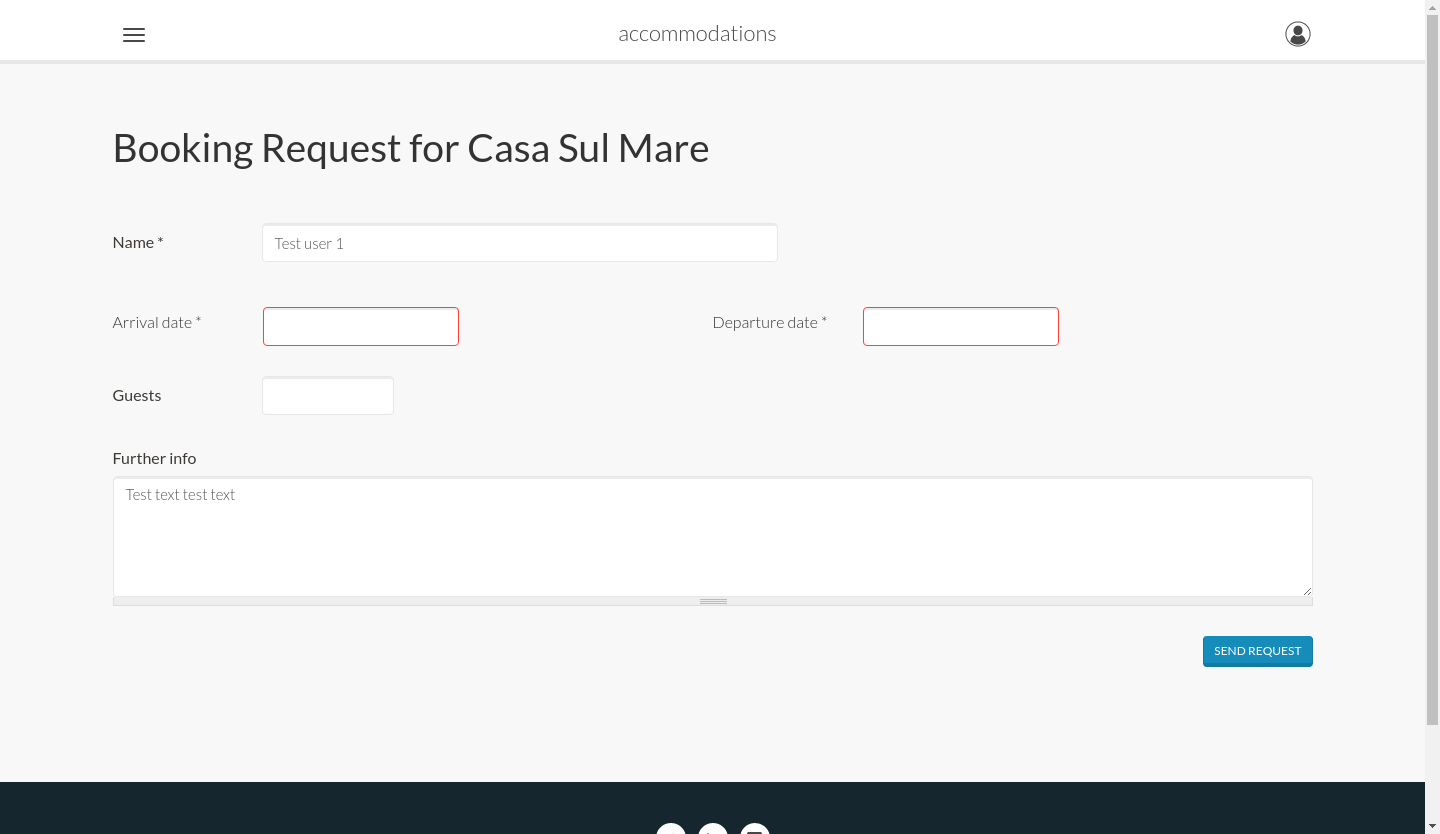 accommodations
Booking Request for Casa Sul Mare
Name *
Test user 1
Arrival date *
Departure date *
Guests
Further info
Test text test text
SEND REQUEST